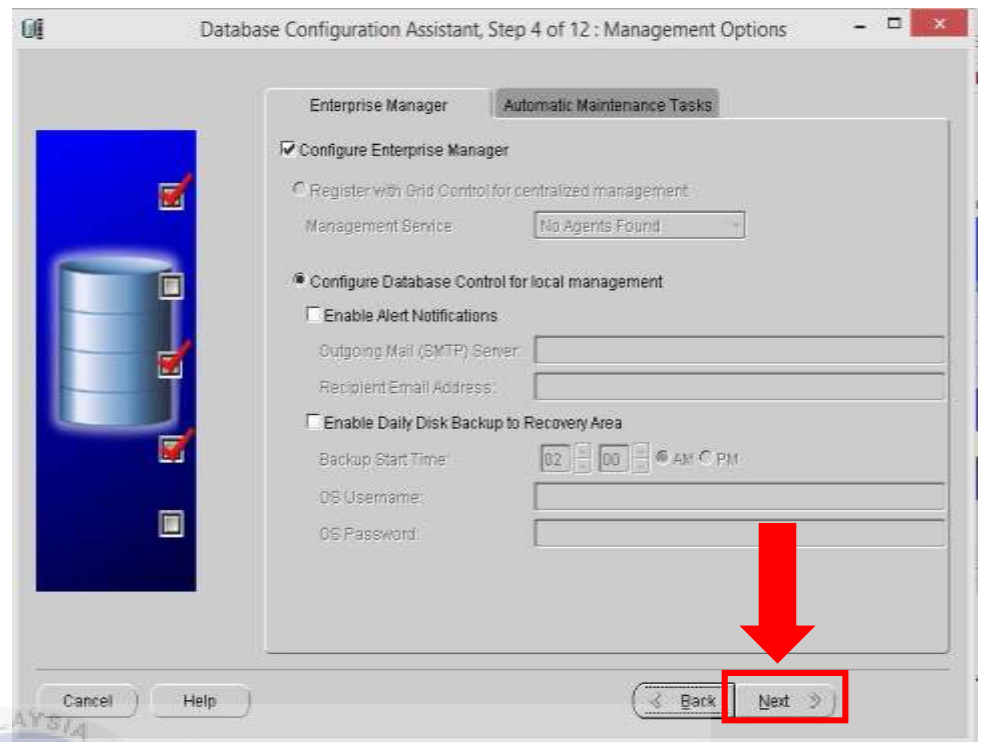 Database Configuration Assistant, Step 4 of 12 : Management Options
Enterprise Manager
Automatic Maintenance Tasks
Configure Enterprise Manager
Register with Grid Control for centralized management
Management Service
No Agents Found
Configure Database Control for local management
Enable Alert Notifications
Outgoing Mail (SMTP) Server:
Recipient Email Address:
Enable Daily Disk Backup to Recovery Area
Backup Start Time: 02 00 AM PM
OS Username:
OS Password:
Cancel
Help
Back
Next
LAYSIA